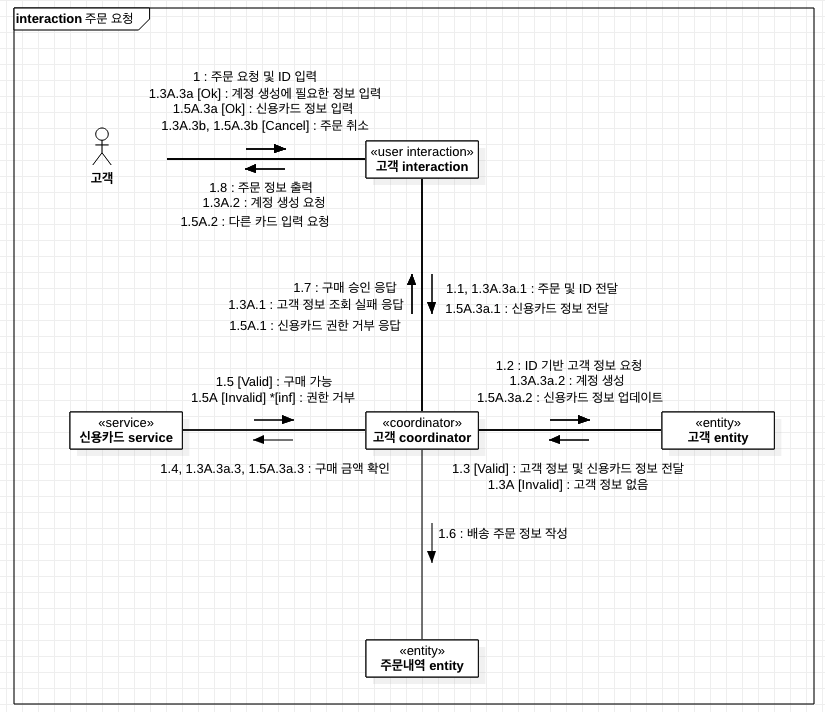 interaction 주문 요청
1 : 주문 요청 및 ID 입력
1.3A.3a [Ok] : 계정 생성에 필요한 정보 입력
1.5A.3a [Ok] : 신용카드 정보 입력
1.3A.3b, 1.5A.3b [Cancel] : 주문 취소
고객
«user interaction»
고객 interaction
1.8 : 주문 정보 출력
1.3A.2 : 계정 생성 요청
1.5A.2 : 다른 카드 입력 요청
1.7 : 구매 승인 응답
1.3A.1 : 고객 정보 조회 실패 응답
1.5A.1 : 신용카드 권한 거부 응답
1.1, 1.3A.3a.1 : 주문 및 ID 전달
1.5A.3a.1 : 신용카드 정보 전달
1.5 [Valid] : 구매 가능
1.5A [Invalid] *[inf] : 권한 거부
1.2 : ID 기반 고객 정보 요청
1.3A.3a.2 : 계정 생성
1.5A.3a.2 : 신용카드 정보 업데이트
«service»
신용카드 service
«coordinator»
고객 coordinator
«entity»
고객 entity
1.4, 1.3A.3a.3, 1.5A.3a.3 : 구매 금액 확인
1.3 [Valid] : 고객 정보 및 신용카드 정보 전달
1.3A [Invalid] : 고객 정보 없음
1.6 : 배송 주문 정보 작성
«entity»
주문내역 entity